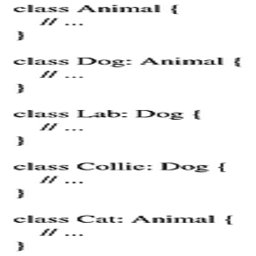 class Animal {
// ...
}
class Dog: Animal {
// ...
}
class Lab: Dog {
// ...
}
class Collie: Dog {
// ...
}
class Cat: Animal {
// ...
}